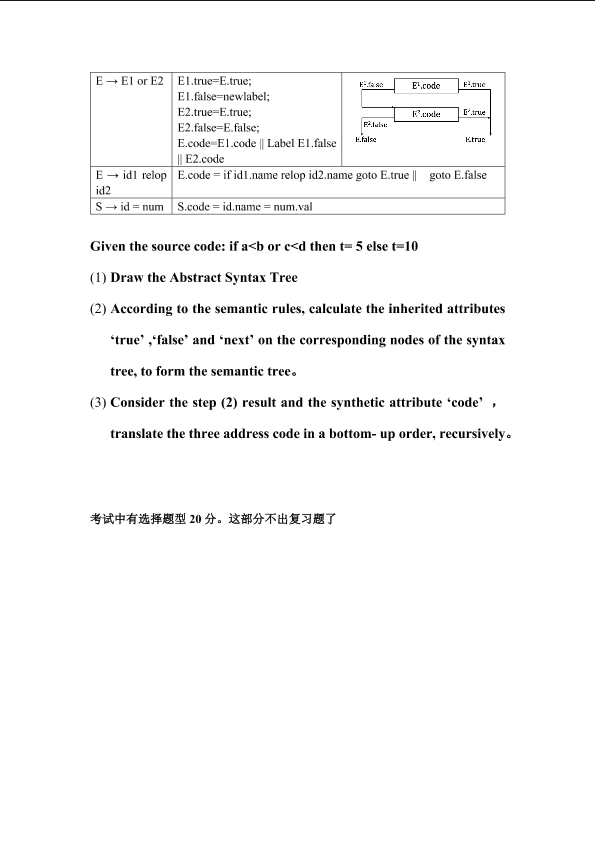 E → E1 or E2
E1.true=E.true;
E1.false=newlabel;
E2.true=E.true;
E2.false=E.false;
E.code=E1.code || Label E1.false
|| E2.code
E¹.false
E¹.code
E¹.true
E².code
E².true
E².false
E.false
E.true
E → id1 relop
id2
E.code = if id1.name relop id2.name goto E.true || goto E.false
S → id = num
S.code = id.name = num.val
Given the source code: if a<b or c<d then t= 5 else t=10
(1) Draw the Abstract Syntax Tree
(2) According to the semantic rules, calculate the inherited attributes
‘true’ ,‘false’ and ‘next’ on the corresponding nodes of the syntax
tree, to form the semantic tree。
(3) Consider the step (2) result and the synthetic attribute ‘code’ ，
translate the three address code in a bottom- up order, recursively。
考试中有选择题型 20 分。这部分不出复习题了